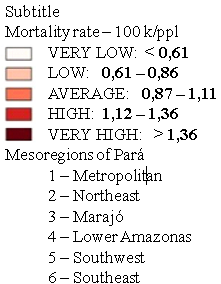 Subtitle
Mortality rate – 100 k/ppl
VERY LOW: < 0,61
LOW: 0,61 – 0,86
AVERAGE: 0,87 – 1,11
HIGH: 1,12 – 1,36
VERY HIGH: > 1,36
Mesoregions of Pará
1 – Metropolitan
2 – Northeast
3 – Marajó
4 – Lower Amazonas
5 – Southwest
6 – Southeast